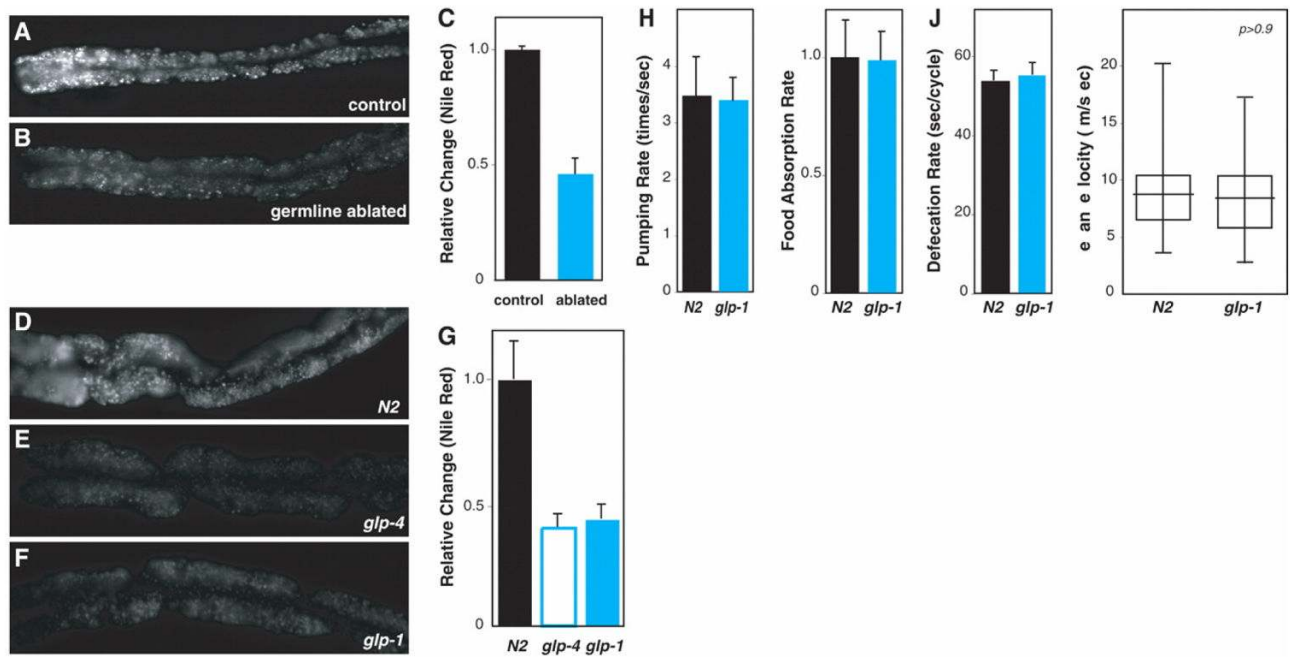 A
control
B
germline ablated
C
Relative Change (Nile Red)
1.0
0.5
0
control ablated
D
N2
E
glp-4
F
glp-1
G
Relative Change (Nile Red)
1.0
0.5
0
N2 glp-4 glp-1
H
Pumping Rate (times/sec)
4
3
2
1
0
N2 glp-1
Food Absorption Rate
1.0
0.5
0
N2 glp-1
J
Defecation Rate (sec/cycle)
60
40
20
0
N2 glp-1
p>0.9
e an e locity ( m/s ec)
20
15
10
5
0
N2 glp-1